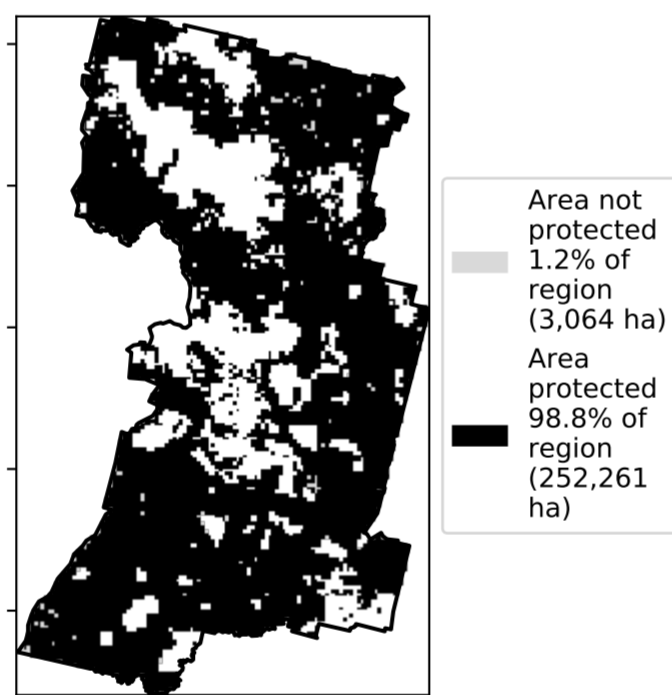 Area not
protected
1.2% of
region
(3,064 ha)
Area
protected
98.8% of
region
(252,261
ha)